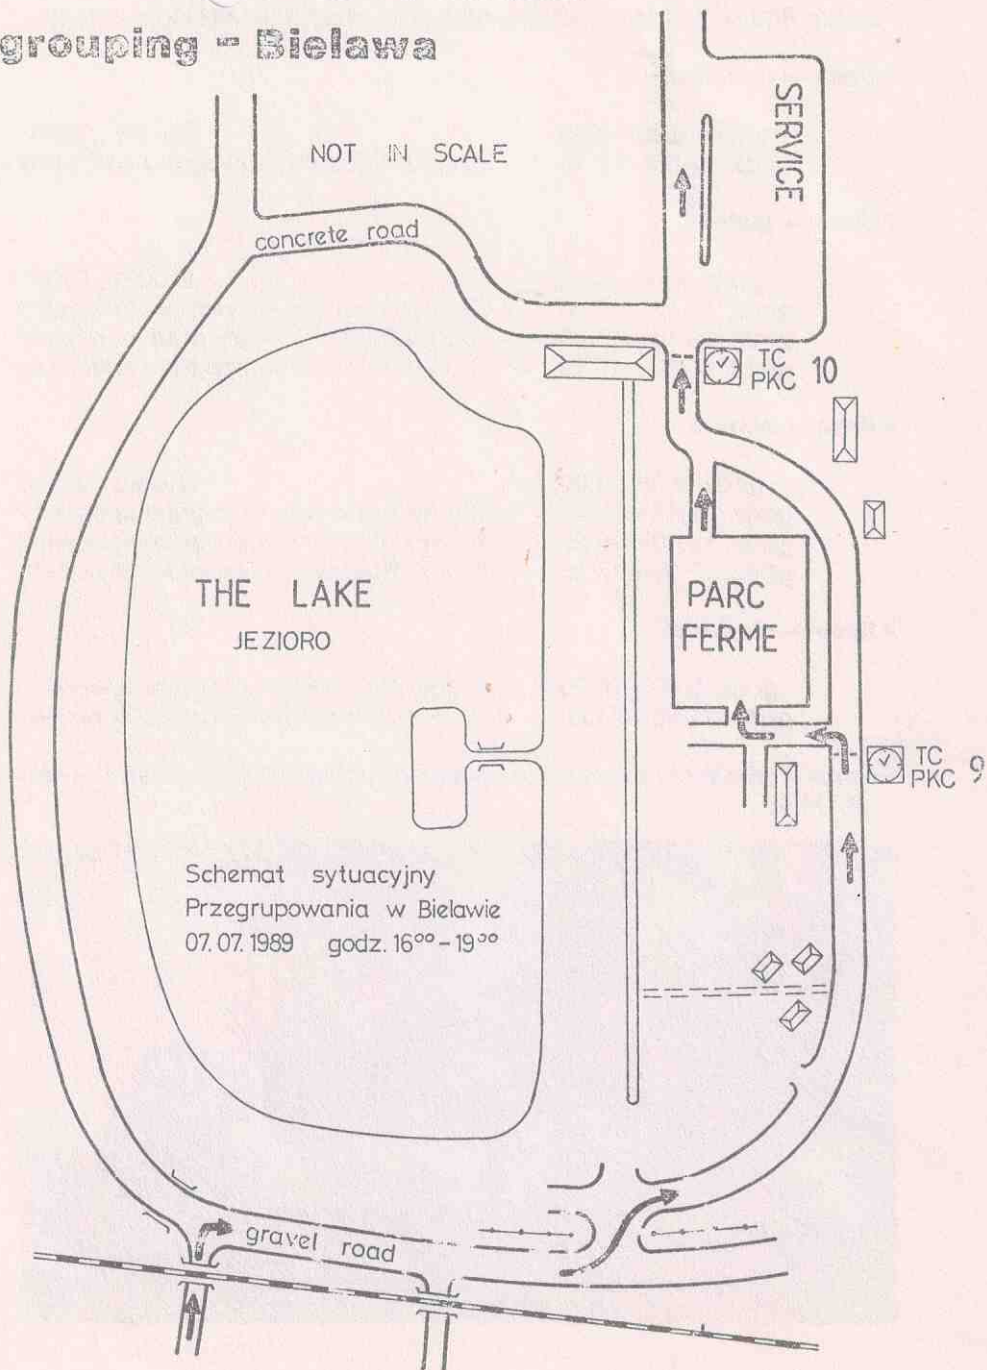 grouping - Bielawa
NOT IN SCALE
SERVICE
concrete road
TC
PKC 10
THE LAKE
JEZIORO
PARC
FERME
TC
PKC 9
Schemat sytuacyjny
Przegrupowania w Bielawie
07.07.1989 godz. 16⁰⁰-19⁰⁰
gravel road